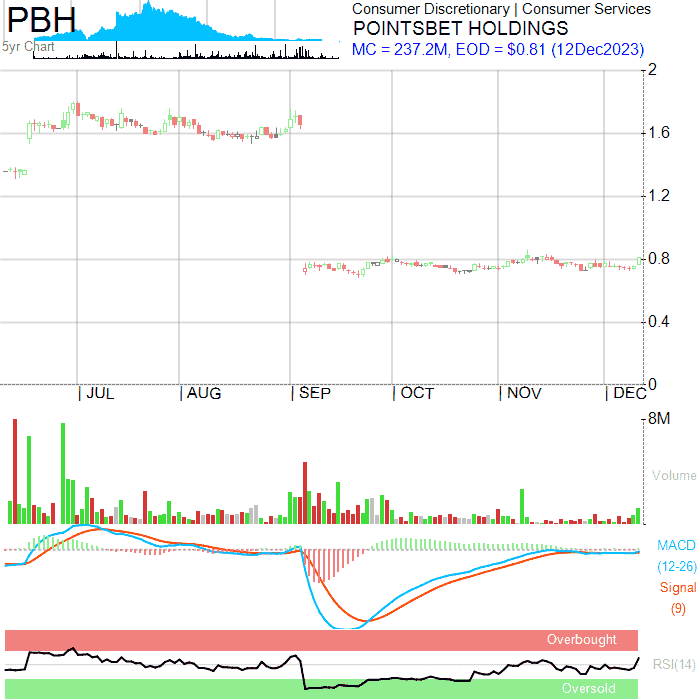 PBH
5yr Chart
Consumer Discretionary | Consumer Services
POINTSBET HOLDINGS
MC = 237.2M, EOD = $0.81 (12Dec2023)
2
1.6
1.2
0.8
0.4
0
| JUL | AUG | SEP | OCT | NOV | DEC
8M
Volume
MACD
(12-26)
Signal
(9)
Overbought
RSI(14)
Oversold